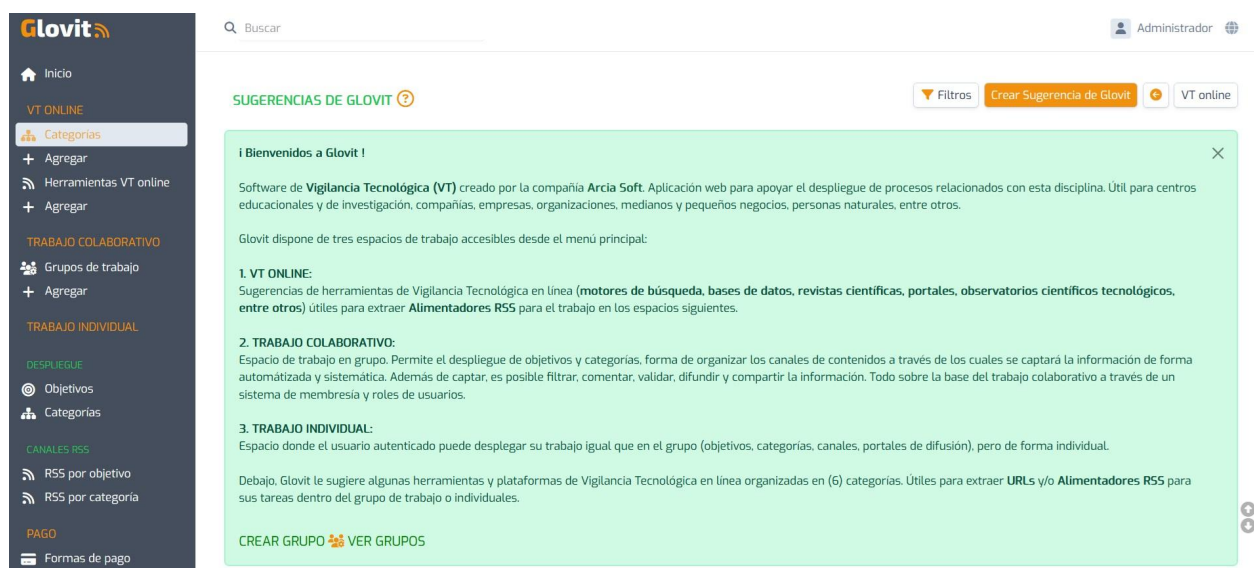 Glovit
Buscar
Administrador
Inicio
VT ONLINE
Categorías
Agregar
Herramientas VT online
Agregar
TRABAJO COLABORATIVO
Grupos de trabajo
Agregar
TRABAJO INDIVIDUAL
DESPLIEGUE
Objetivos
Categorías
CANALES RSS
RSS por objetivo
RSS por categoría
PAGO
Formas de pago
SUGERENCIAS DE GLOVIT
Filtros
Crear Sugerencia de Glovit
VT online
¡ Bienvenidos a Glovit !
Software de Vigilancia Tecnológica (VT) creado por la compañía Arcia Soft. Aplicación web para apoyar el despliegue de procesos relacionados con esta disciplina. Útil para centros
educacionales y de investigación, compañías, empresas, organizaciones, medianos y pequeños negocios, personas naturales, entre otros.
Glovit dispone de tres espacios de trabajo accesibles desde el menú principal:
1. VT ONLINE:
Sugerencias de herramientas de Vigilancia Tecnológica en línea (motores de búsqueda, bases de datos, revistas científicas, portales, observatorios científicos tecnológicos,
entre otros) útiles para extraer Alimentadores RSS para el trabajo en los espacios siguientes.
2. TRABAJO COLABORATIVO:
Espacio de trabajo en grupo. Permite el despliegue de objetivos y categorías, forma de organizar los canales de contenidos a través de los cuales se captará la información de forma
automátizada y sistemática. Además de captar, es posible filtrar, comentar, validar, difundir y compartir la información. Todo sobre la base del trabajo colaborativo a través de un
sistema de membresía y roles de usuarios.
3. TRABAJO INDIVIDUAL:
Espacio donde el usuario autenticado puede desplegar su trabajo igual que en el grupo (objetivos, categorías, canales, portales de difusión), pero de forma individual.
Debajo, Glovit le sugiere algunas herramientas y plataformas de Vigilancia Tecnológica en línea organizadas en (6) categorías. Útiles para extraer URLs y/o Alimentadores RSS para
sus tareas dentro del grupo de trabajo o individuales.
CREAR GRUPO VER GRUPOS